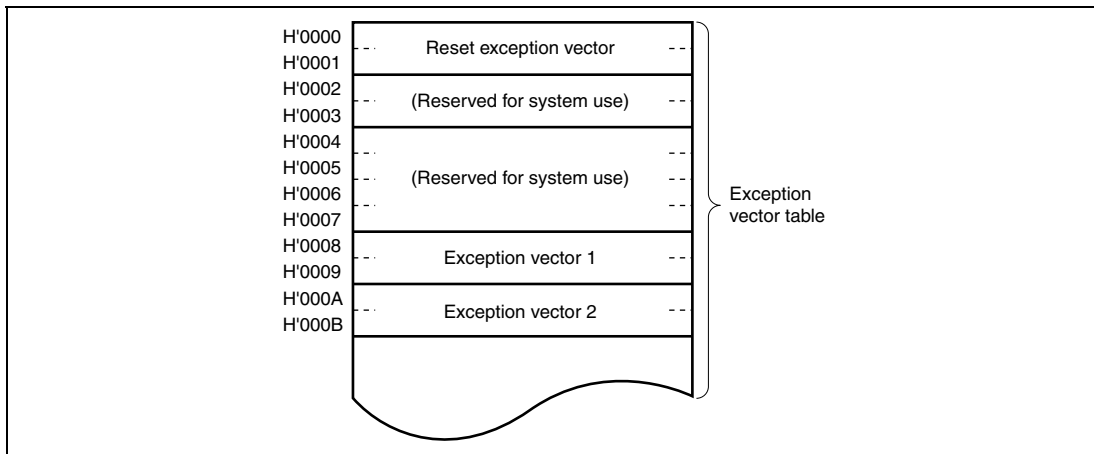 H'0000
Reset exception vector
H'0001
H'0002
(Reserved for system use)
H'0003
H'0004
H'0005
(Reserved for system use)
H'0006
H'0007
Exception
vector table
H'0008
Exception vector 1
H'0009
H'000A
Exception vector 2
H'000B